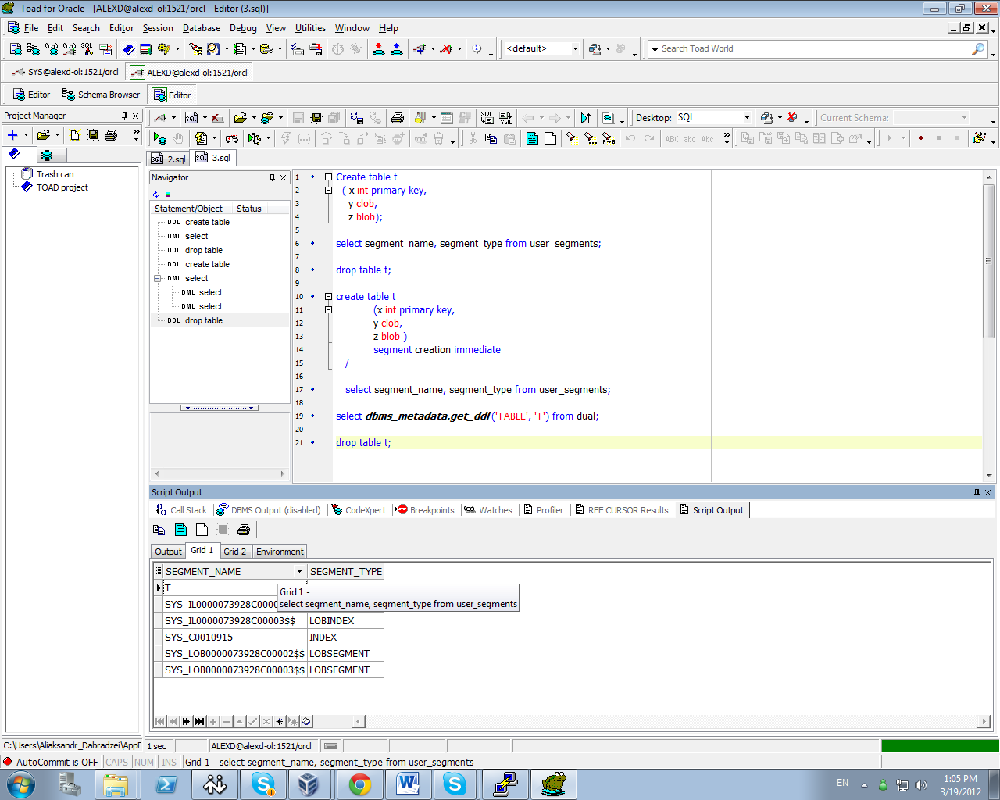 Toad for Oracle - [ALEXD@alexd-ol:1521/orcl - Editor (3.sql)]
File Edit Search Editor Session Database Debug View Utilities Window Help
<default>
Search Toad World
SYS@alexd-ol:1521/orcl ALEXD@alexd-ol:1521/orcl
Editor Schema Browser Editor
Project Manager
Desktop: SQL
Current Schema:
Trash can
TOAD project
2.sql 3.sql
Navigator
Statement/Object Status
DDL create table
DML select
DDL drop table
DDL create table
DML select
DML select
DML select
DDL drop table
1 Create table t
2 ( x int primary key,
3 y clob,
4 z blob);
5
6 select segment_name, segment_type from user_segments;
7
8 drop table t;
9
10 create table t
11 (x int primary key,
12 y clob,
13 z blob )
14 segment creation immediate
15 /
16
17 select segment_name, segment_type from user_segments;
18
19 select dbms_metadata.get_ddl('TABLE', 'T') from dual;
20
21 drop table t;
Script Output
Call Stack DBMS Output (disabled) CodeXpert Breakpoints Watches Profiler REF CURSOR Results Script Output
Output Grid 1 Grid 2 Environment
SEGMENT_NAME SEGMENT_TYPE
T
Grid 1 -
select segment_name, segment_type from user_segments
SYS_IL0000073928C0000
SYS_IL0000073928C00003$$ LOBINDEX
SYS_C0010915 INDEX
SYS_LOB0000073928C00002$$ LOBSEGMENT
SYS_LOB0000073928C00003$$ LOBSEGMENT
C:\Users\Aliaksandr_Dabradzei\AppD 1 sec ALEXD@alexd-ol:1521/orcl
AutoCommit is OFF CAPS NUM INS Grid 1 - select segment_name, segment_type from user_segments
EN 1:05 PM
3/19/2012